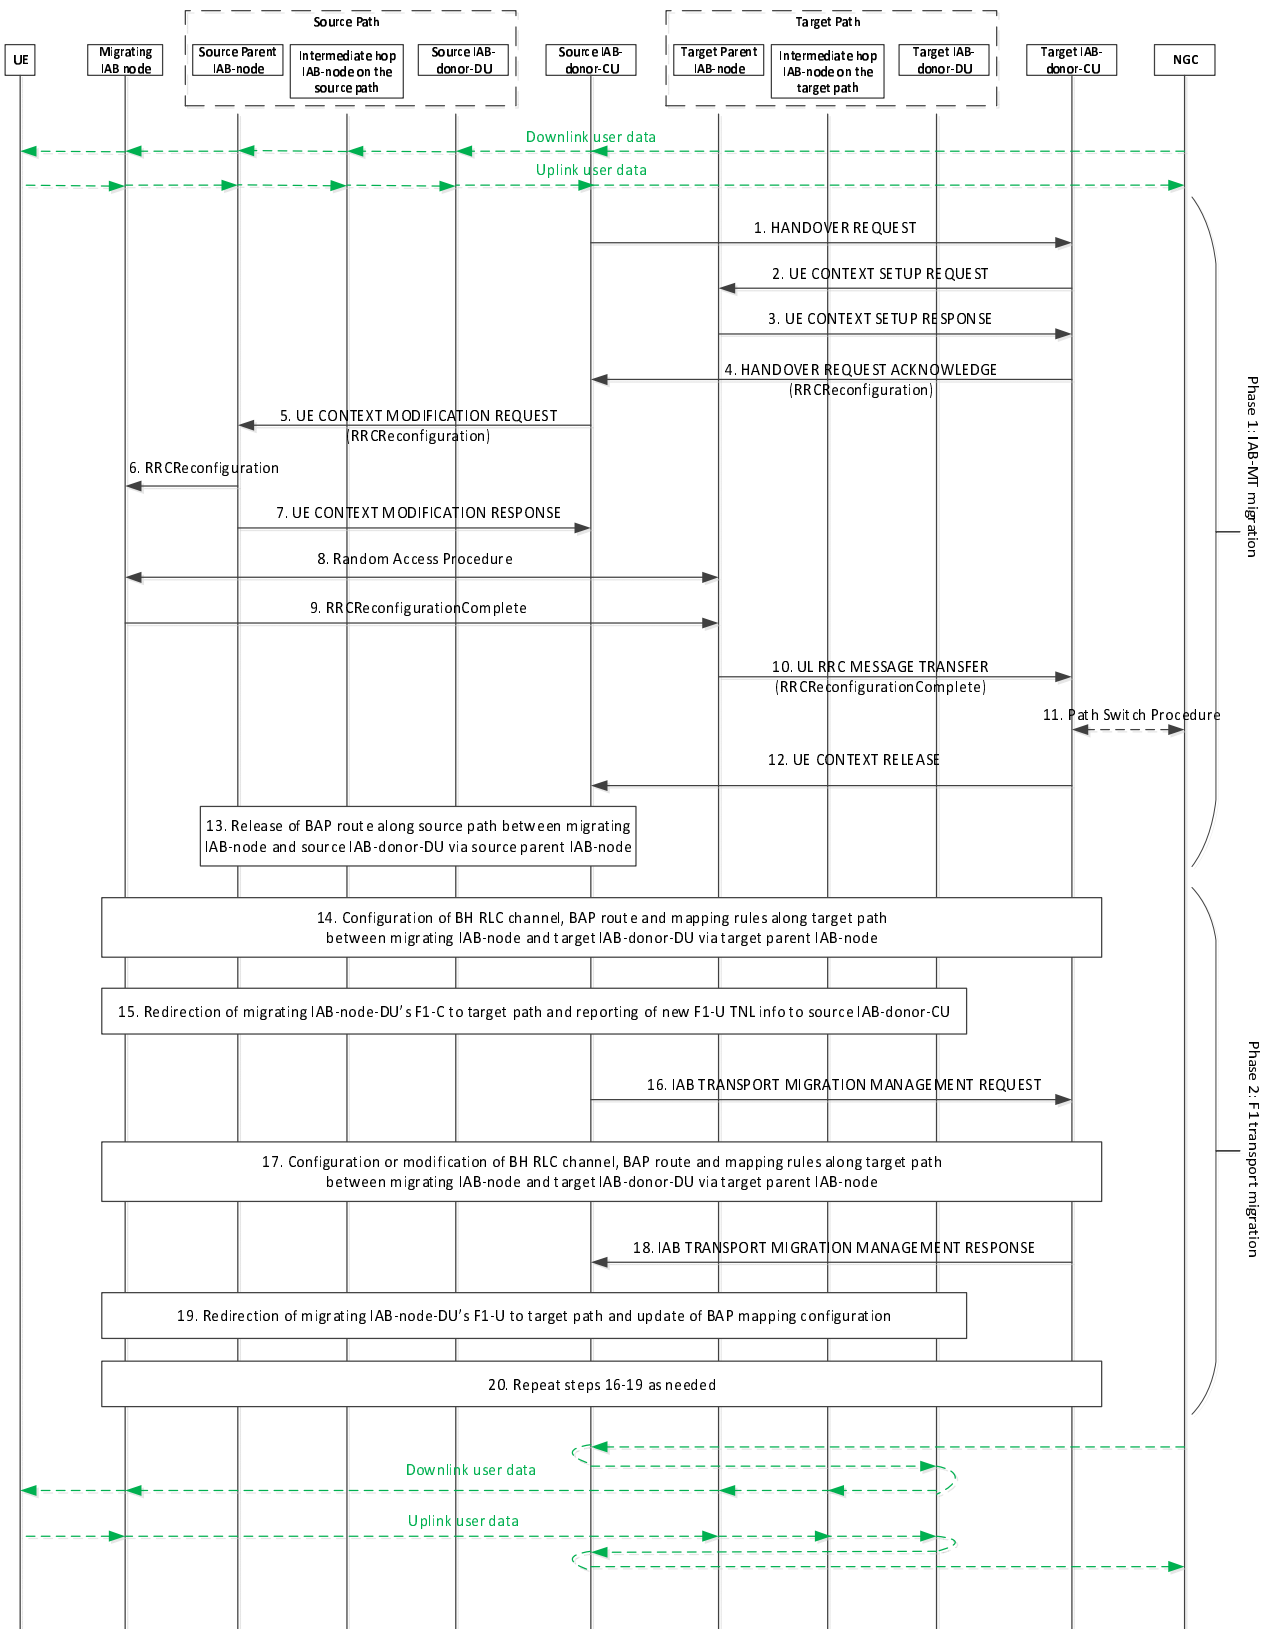 Source Path
Target Path
UE
Migrating
IAB node
Source Parent
IAB-node
Intermediate hop
IAB-node on the
source path
Source IAB-
donor-DU
Source IAB-
donor-CU
Target Parent
IAB-node
Intermediate hop
IAB-node on the
target path
Target IAB-
donor-DU
Target IAB-
donor-CU
NGC
Downlink user data
Uplink user data
1. HANDOVER REQUEST
2. UE CONTEXT SETUP REQUEST
3. UE CONTEXT SETUP RESPONSE
4. HANDOVER REQUEST ACKNOWLEDGE
(RRCReconfiguration)
5. UE CONTEXT MODIFICATION REQUEST
(RRCReconfiguration)
6. RRCReconfiguration
7. UE CONTEXT MODIFICATION RESPONSE
8. Random Access Procedure
9. RRCReconfigurationComplete
10. UL RRC MESSAGE TRANSFER
(RRCReconfigurationComplete)
11. Path Switch Procedure
12. UE CONTEXT RELEASE
13. Release of BAP route along source path between migrating
IAB-node and source IAB-donor-DU via source parent IAB-node
Phase 1: IAB-MT migration
14. Configuration of BH RLC channel, BAP route and mapping rules along target path
between migrating IAB-node and target IAB-donor-DU via target parent IAB-node
15. Redirection of migrating IAB-node-DU's F1-C to target path and reporting of new F1-U TNL info to source IAB-donor-CU
16. IAB TRANSPORT MIGRATION MANAGEMENT REQUEST
17. Configuration or modification of BH RLC channel, BAP route and mapping rules along target path
between migrating IAB-node and target IAB-donor-DU via target parent IAB-node
18. IAB TRANSPORT MIGRATION MANAGEMENT RESPONSE
19. Redirection of migrating IAB-node-DU's F1-U to target path and update of BAP mapping configuration
20. Repeat steps 16-19 as needed
Phase 2: F1 transport migration
Downlink user data
Uplink user data